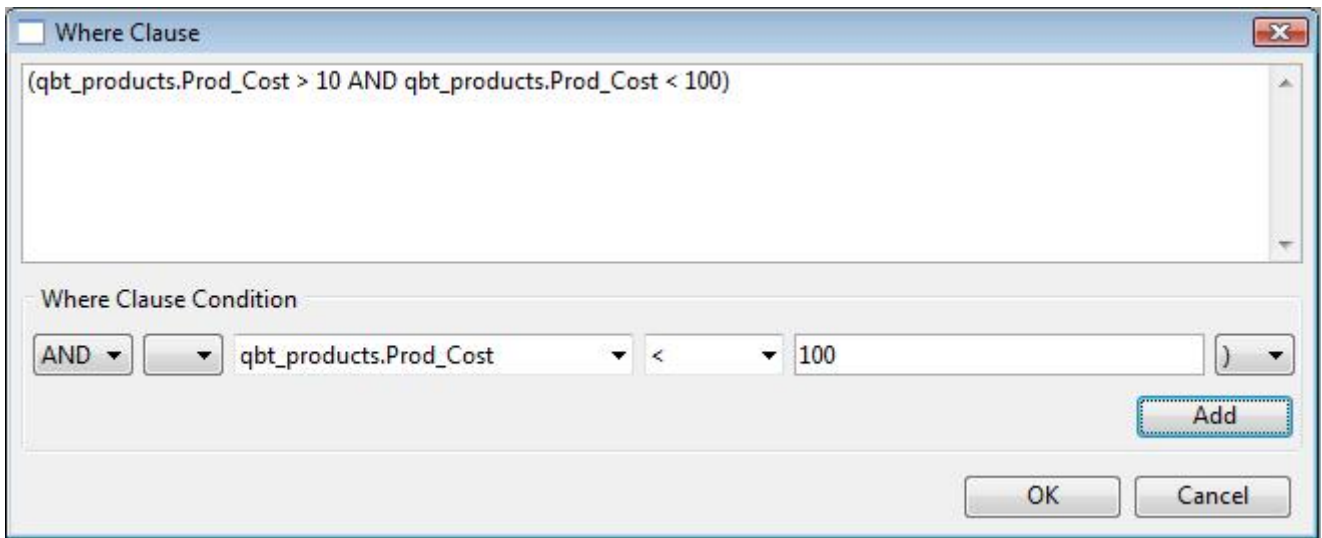 Where Clause
(qbt_products.Prod_Cost > 10 AND qbt_products.Prod_Cost < 100)
Where Clause Condition
AND qbt_products.Prod_Cost < 100 )
Add
OK Cancel